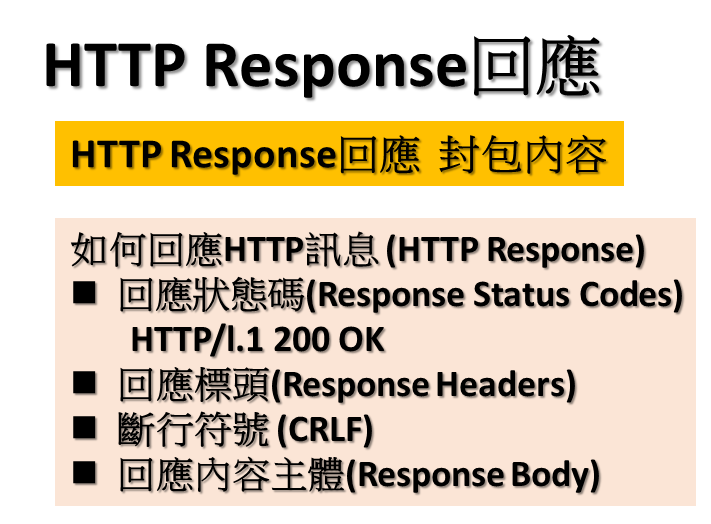 HTTP Response回應
HTTP Response回應 封包內容
如何回應HTTP訊息 (HTTP Response)
■ 回應狀態碼(Response Status Codes)
HTTP/l.1 200 OK
■ 回應標頭(Response Headers)
■ 斷行符號 (CRLF)
■ 回應內容主體(Response Body)